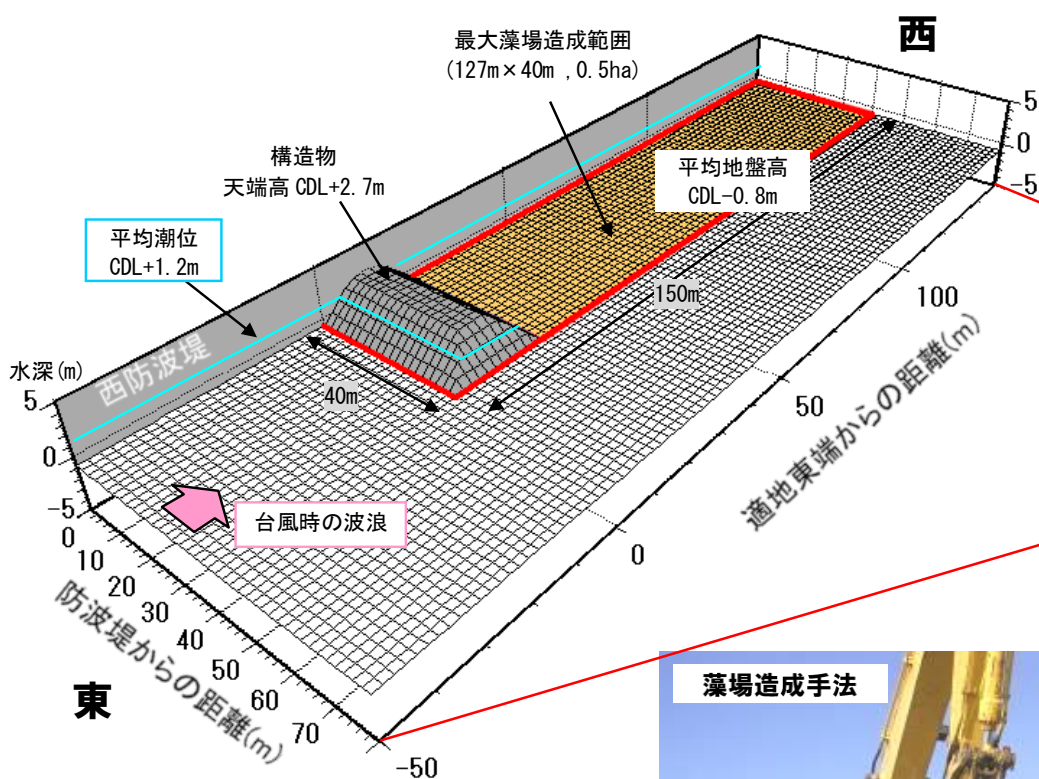 西
最大藻場造成範囲
(127m×40m ,0.5ha)
構造物
天端高 CDL+2.7m
平均地盤高
CDL-0.8m
平均潮位
CDL+1.2m
5
0
-5
150m
100
西防波堤
水深(m)
5
0
-5
40m
50
適地東端からの距離(m)
台風時の波浪
0
0
10
20
30
40
50
60
70
防波堤からの距離(m)
-50
東
藻場造成手法